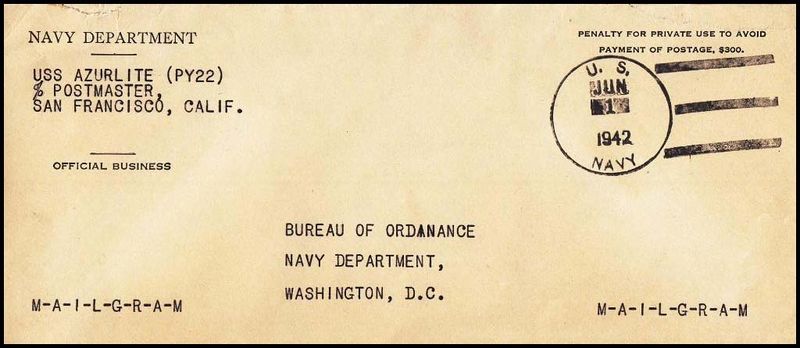 NAVY DEPARTMENT
USS AZURLITE (PY22)
% POSTMASTER,
SAN FRANCISCO, CALIF.
OFFICIAL BUSINESS
PENALTY FOR PRIVATE USE TO AVOID
PAYMENT OF POSTAGE, $300.
U. S.
JUN
1
1942
NAVY
BUREAU OF ORDANANCE
NAVY DEPARTMENT,
WASHINGTON, D.C.
M-A-I-L-G-R-A-M
M-A-I-L-G-R-A-M